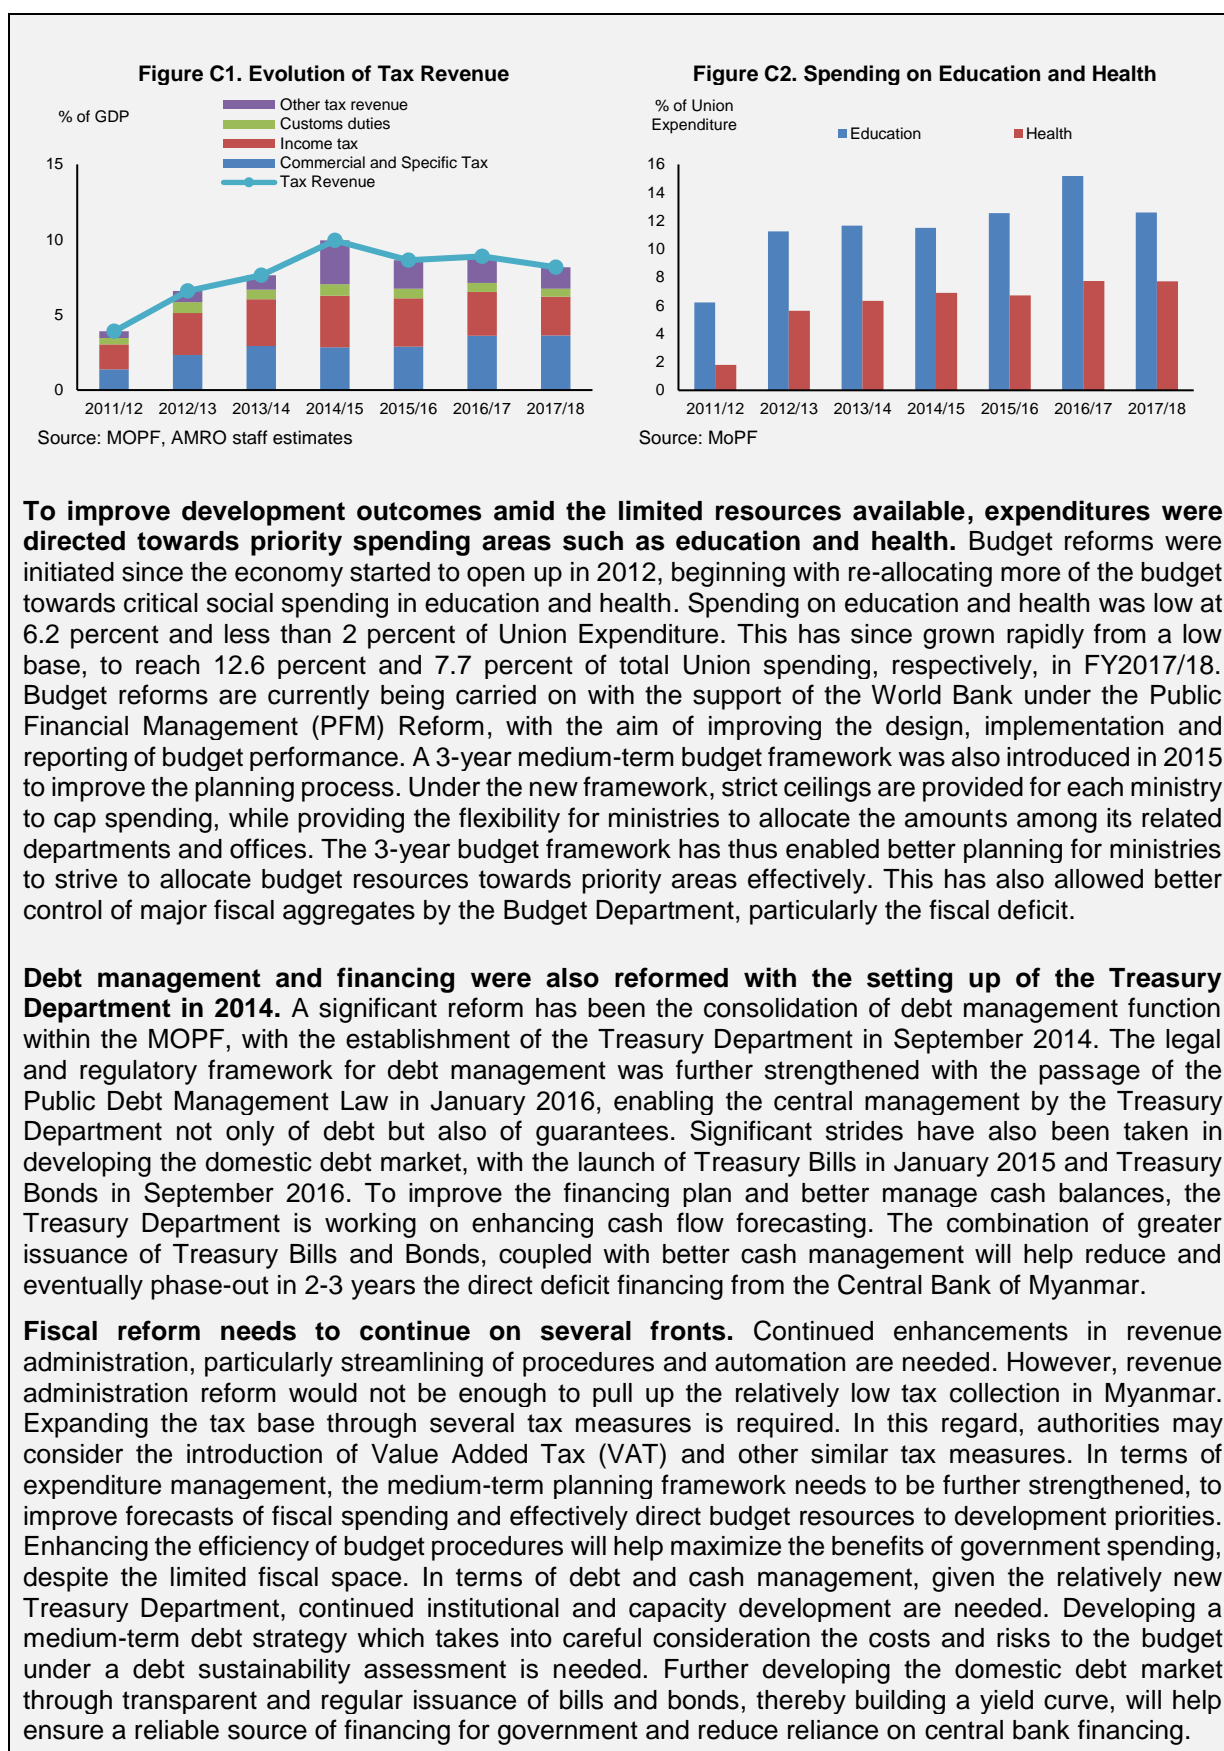 Figure C1. Evolution of Tax Revenue
% of GDP
Other tax revenue
Customs duties
Income tax
Commercial and Specific Tax
Tax Revenue
15
10
5
0
2011/12 2012/13 2013/14 2014/15 2015/16 2016/17 2017/18
Source: MOPF, AMRO staff estimates
Figure C2. Spending on Education and Health
% of Union
Expenditure
Education Health
16
14
12
10
8
6
4
2
0
2011/12 2012/13 2013/14 2014/15 2015/16 2016/17 2017/18
Source: MoPF
To improve development outcomes amid the limited resources available, expenditures were
directed towards priority spending areas such as education and health. Budget reforms were
initiated since the economy started to open up in 2012, beginning with re-allocating more of the budget
towards critical social spending in education and health. Spending on education and health was low at
6.2 percent and less than 2 percent of Union Expenditure. This has since grown rapidly from a low
base, to reach 12.6 percent and 7.7 percent of total Union spending, respectively, in FY2017/18.
Budget reforms are currently being carried on with the support of the World Bank under the Public
Financial Management (PFM) Reform, with the aim of improving the design, implementation and
reporting of budget performance. A 3-year medium-term budget framework was also introduced in 2015
to improve the planning process. Under the new framework, strict ceilings are provided for each ministry
to cap spending, while providing the flexibility for ministries to allocate the amounts among its related
departments and offices. The 3-year budget framework has thus enabled better planning for ministries
to strive to allocate budget resources towards priority areas effectively. This has also allowed better
control of major fiscal aggregates by the Budget Department, particularly the fiscal deficit.
Debt management and financing were also reformed with the setting up of the Treasury
Department in 2014. A significant reform has been the consolidation of debt management function
within the MOPF, with the establishment of the Treasury Department in September 2014. The legal
and regulatory framework for debt management was further strengthened with the passage of the
Public Debt Management Law in January 2016, enabling the central management by the Treasury
Department not only of debt but also of guarantees. Significant strides have also been taken in
developing the domestic debt market, with the launch of Treasury Bills in January 2015 and Treasury
Bonds in September 2016. To improve the financing plan and better manage cash balances, the
Treasury Department is working on enhancing cash flow forecasting. The combination of greater
issuance of Treasury Bills and Bonds, coupled with better cash management will help reduce and
eventually phase-out in 2-3 years the direct deficit financing from the Central Bank of Myanmar.
Fiscal reform needs to continue on several fronts. Continued enhancements in revenue
administration, particularly streamlining of procedures and automation are needed. However, revenue
administration reform would not be enough to pull up the relatively low tax collection in Myanmar.
Expanding the tax base through several tax measures is required. In this regard, authorities may
consider the introduction of Value Added Tax (VAT) and other similar tax measures. In terms of
expenditure management, the medium-term planning framework needs to be further strengthened, to
improve forecasts of fiscal spending and effectively direct budget resources to development priorities.
Enhancing the efficiency of budget procedures will help maximize the benefits of government spending,
despite the limited fiscal space. In terms of debt and cash management, given the relatively new
Treasury Department, continued institutional and capacity development are needed. Developing a
medium-term debt strategy which takes into careful consideration the costs and risks to the budget
under a debt sustainability assessment is needed. Further developing the domestic debt market
through transparent and regular issuance of bills and bonds, thereby building a yield curve, will help
ensure a reliable source of financing for government and reduce reliance on central bank financing.